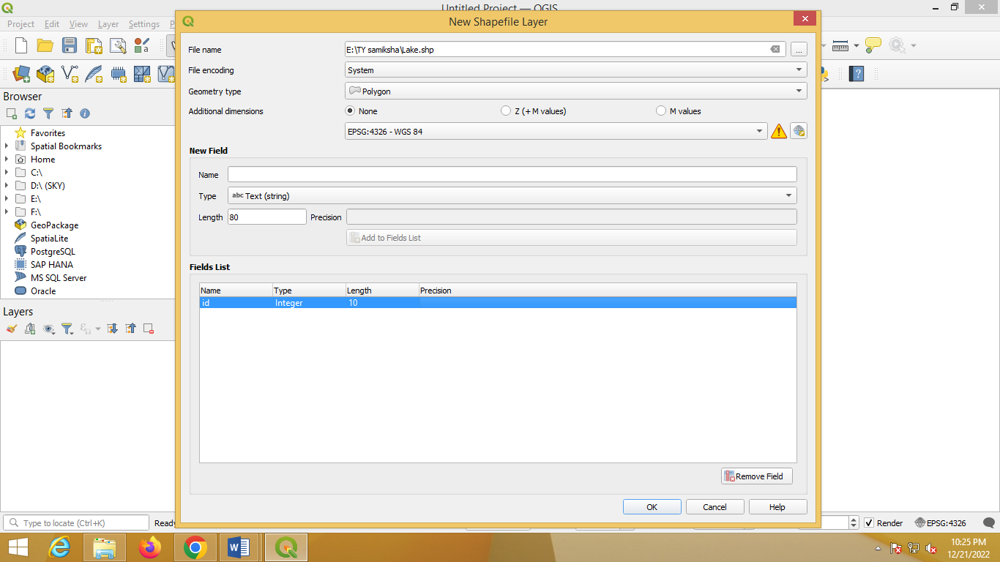 Untitled Project — QGIS
New Shapefile Layer
Project Edit View Layer Settings P
File name E:\TY samiksha\Lake.shp ...
File encoding System
Geometry type Polygon
Additional dimensions None Z (+ M values) M values
EPSG:4326 - WGS 84
New Field
Name
Type abc Text (string)
Length 80 Precision
Add to Fields List
Fields List
Name Type Length Precision
id Integer 10
Remove Field
OK Cancel Help
Browser
Favorites
Spatial Bookmarks
Home
C:\
D:\ (SKY)
E:\
F:\
GeoPackage
SpatiaLite
PostgreSQL
SAP HANA
MS SQL Server
Oracle
Layers
Type to locate (Ctrl+K) Ready Render EPSG:4326
10:25 PM
12/21/2022